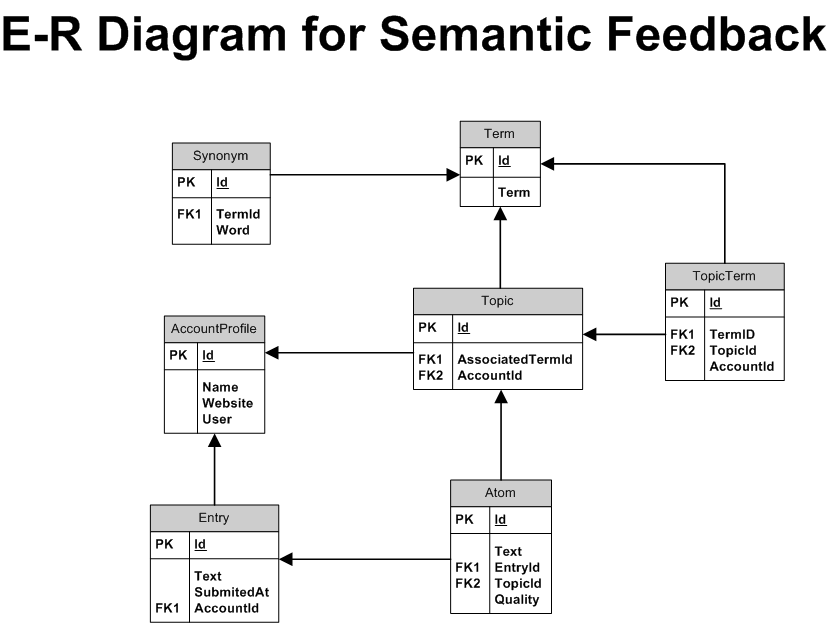 E-R Diagram for Semantic Feedback
Term
PK Id
Term
Synonym
PK Id
FK1 TermId
Word
TopicTerm
PK Id
FK1 TermID
FK2 TopicId
AccountId
Topic
PK Id
FK1 AssociatedTermId
FK2 AccountId
AccountProfile
PK Id
Name
Website
User
Atom
PK Id
Text
FK1 EntryId
FK2 TopicId
Quality
Entry
PK Id
Text
SubmitedAt
FK1 AccountId